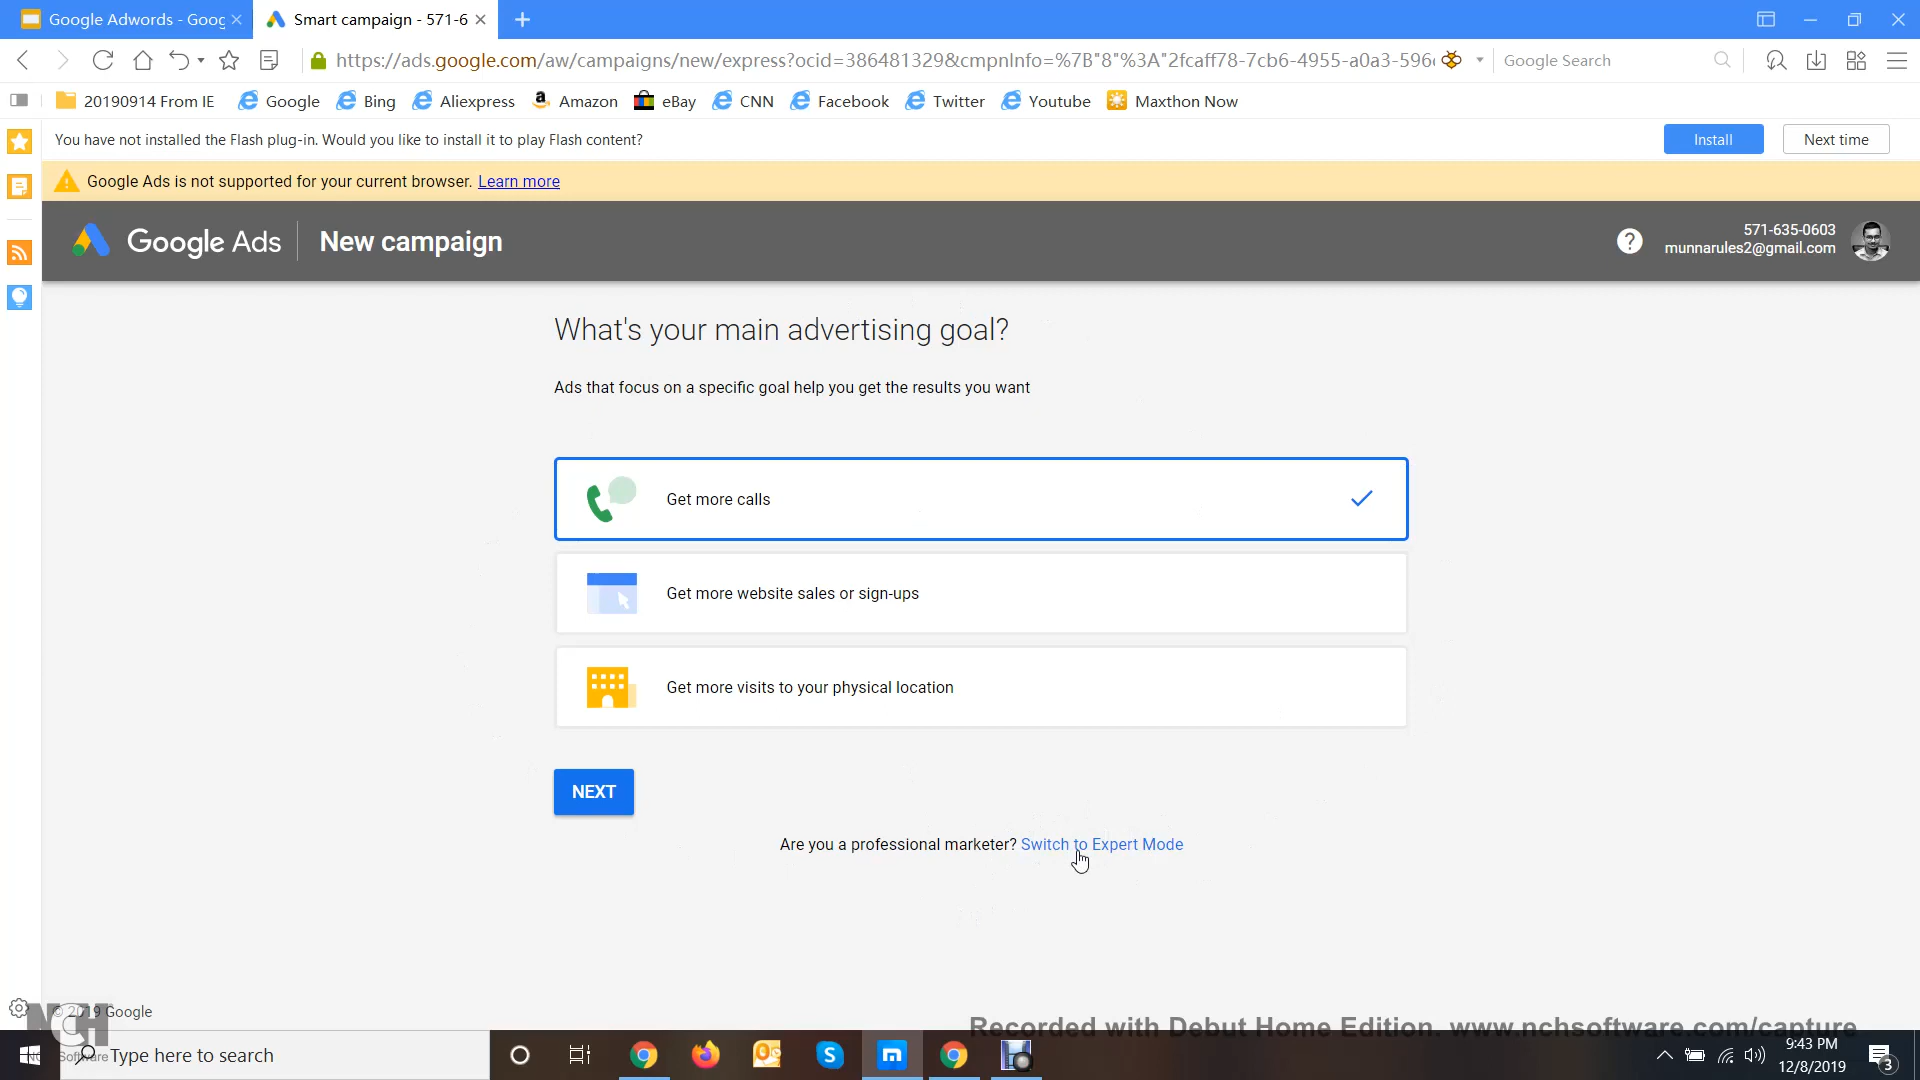 Google Adwords - Goog
Smart campaign - 571-6
https://ads.google.com/aw/campaigns/new/express?ocid=386481329&cmpnInfo=%7B"8"%3A"2fcaff78-7cb6-4955-a0a3-596
Google Search
20190914 From IE
Google
Bing
Aliexpress
Amazon
eBay
CNN
Facebook
Twitter
Youtube
Maxthon Now
You have not installed the Flash plug-in. Would you like to install it to play Flash content?
Install
Next time
Google Ads is not supported for your current browser. Learn more
Google Ads
New campaign
571-635-0603
munnarules2@gmail.com
What's your main advertising goal?
Ads that focus on a specific goal help you get the results you want
Get more calls
Get more website sales or sign-ups
Get more visits to your physical location
NEXT
Are you a professional marketer? Switch to Expert Mode
© 2019 Google
NCH
NCH Software
Recorded with Debut Home Edition. www.nchsoftware.com/capture
Type here to search
9:43 PM
12/8/2019
3